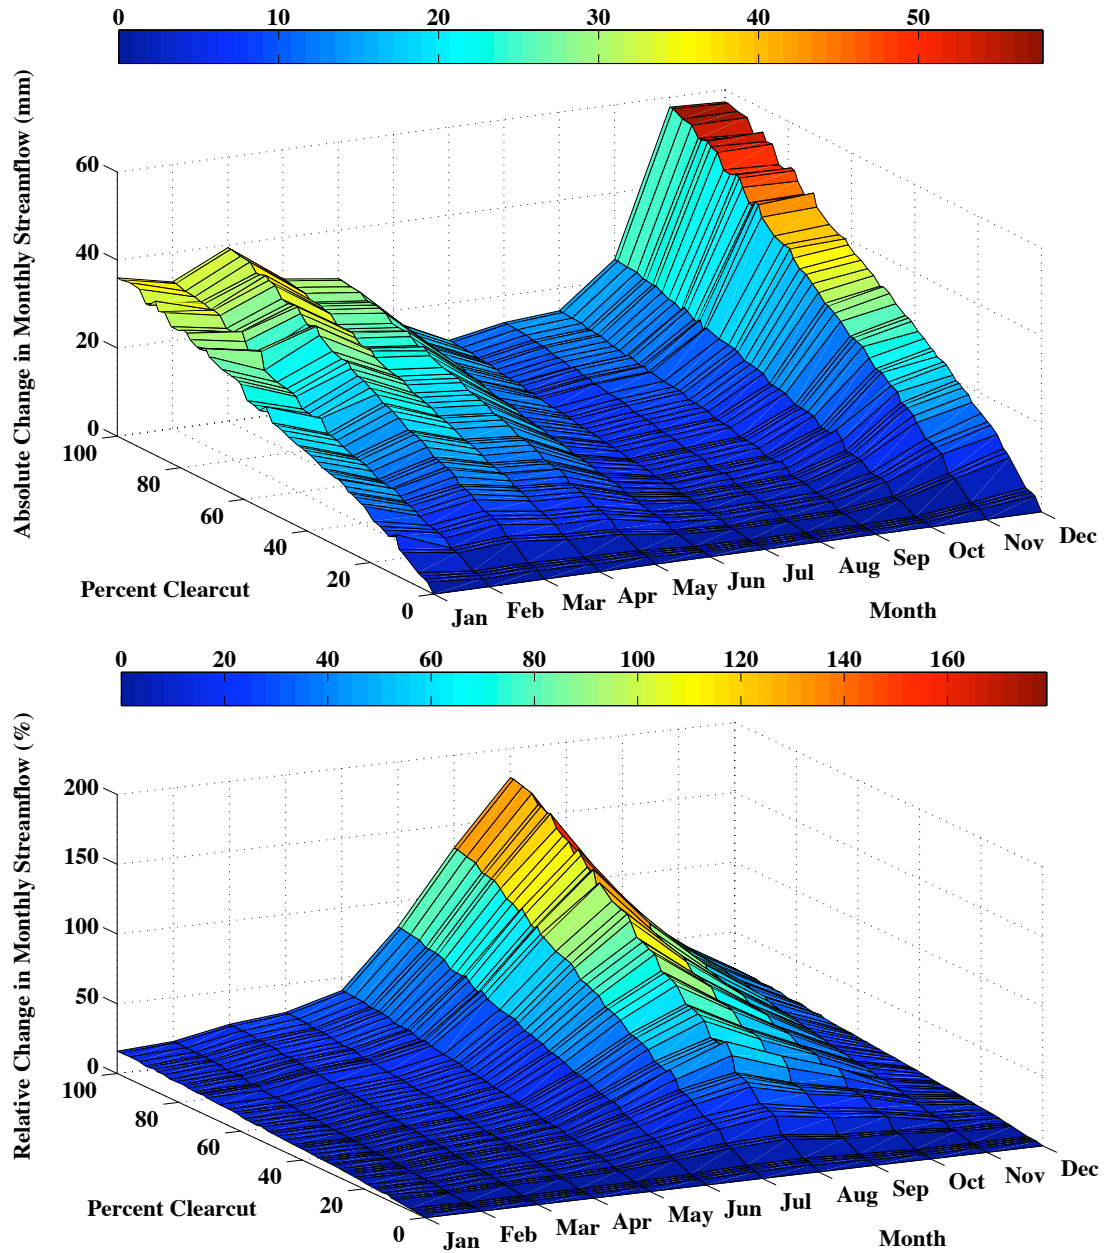 0 10 20 30 40 50
Absolute Change in Monthly Streamflow (mm)
60
40
20
0
100
80
60
40
20
0
Percent Clearcut
Jan Feb Mar Apr May Jun Jul Aug Sep Oct Nov Dec
Month
0 20 40 60 80 100 120 140 160
Relative Change in Monthly Streamflow (%)
200
150
100
50
0
100
80
60
40
20
0
Percent Clearcut
Jan Feb Mar Apr May Jun Jul Aug Sep Oct Nov Dec
Month